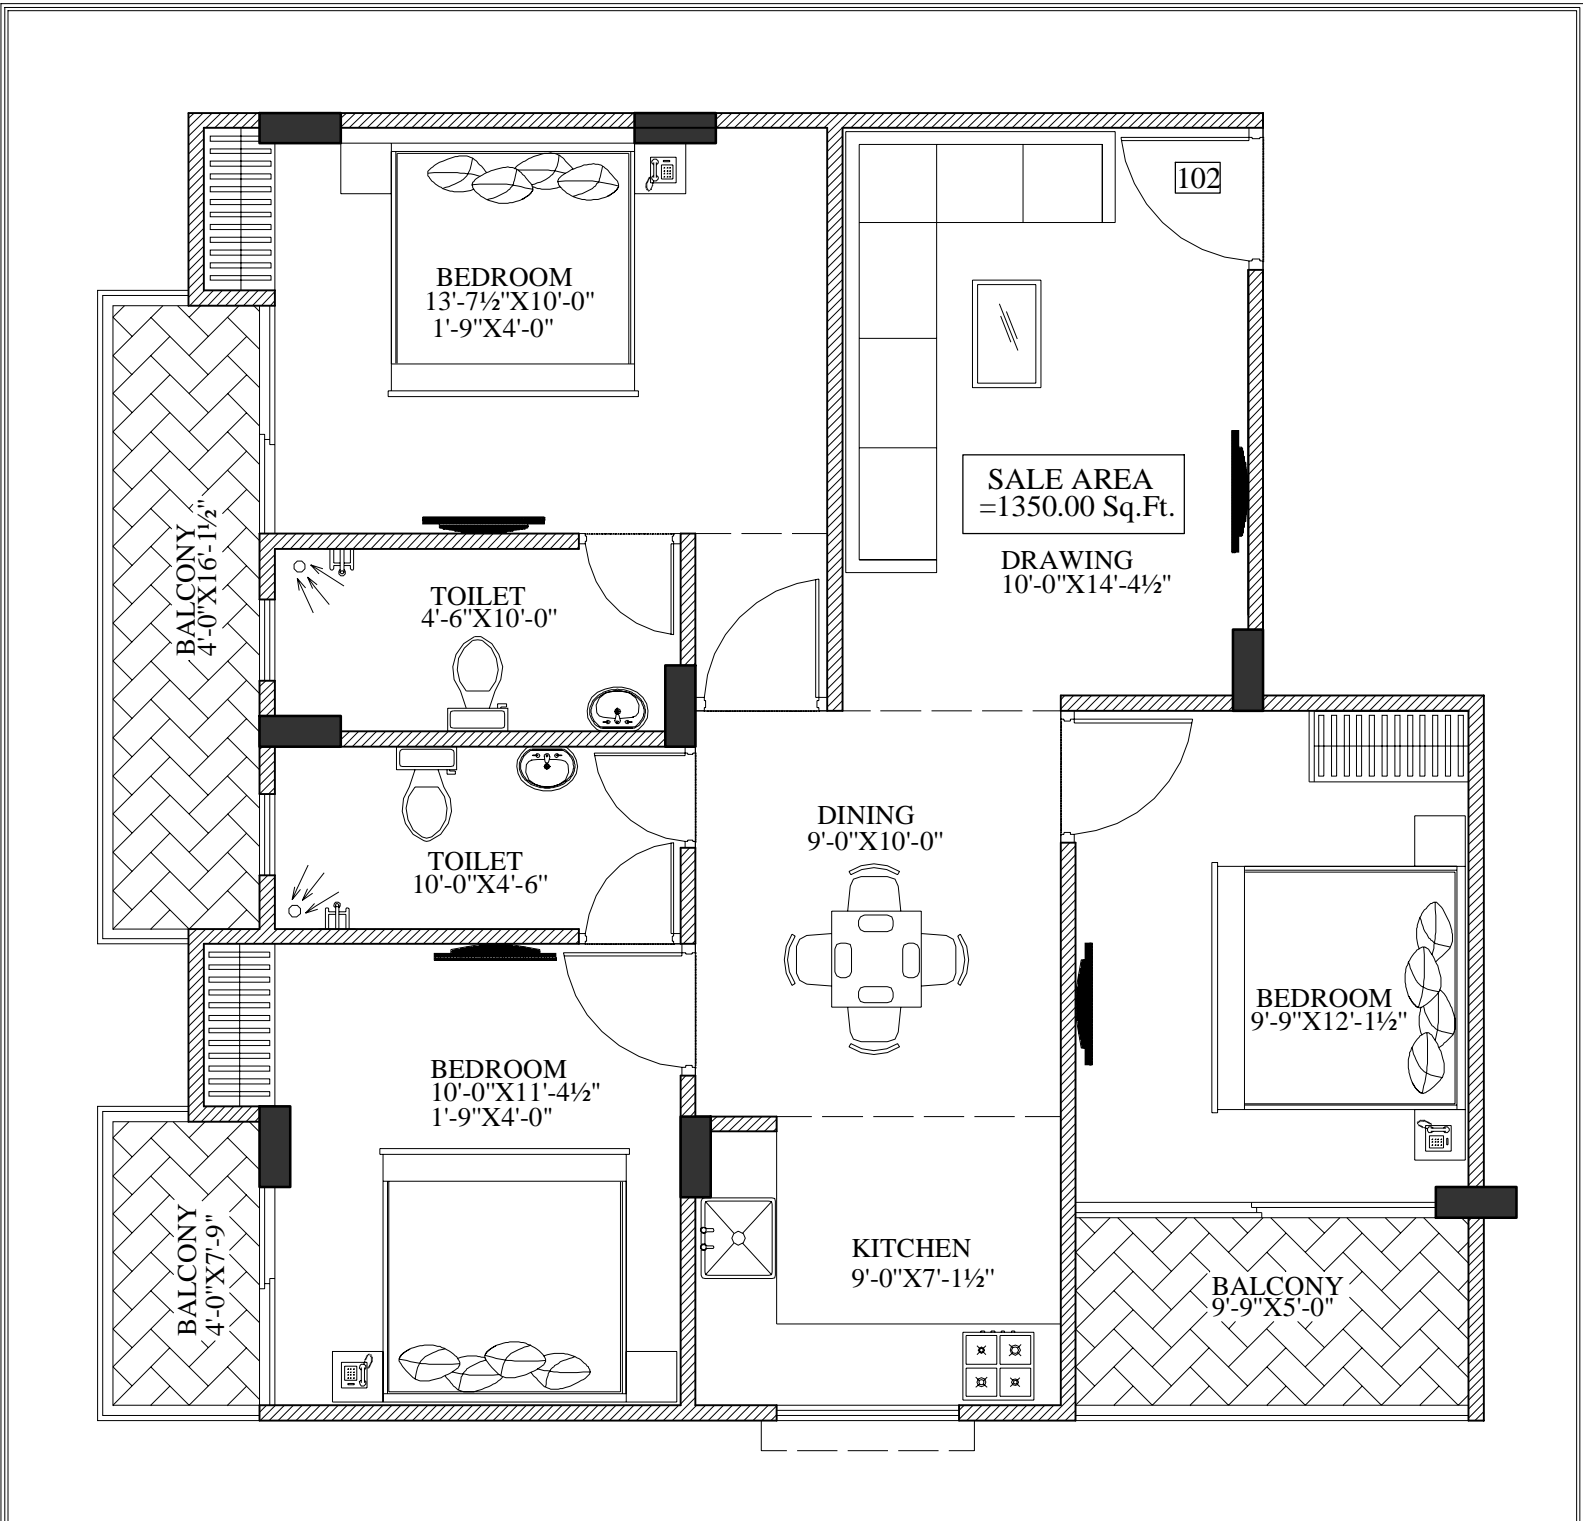 102
BEDROOM
13'-7½"X10'-0"
1'-9"X4'-0"
SALE AREA
=1350.00 Sq.Ft.
DRAWING
10'-0"X14'-4½"
BALCONY
4'-0"X16'-1½"
TOILET
4'-6"X10'-0"
DINING
9'-0"X10'-0"
TOILET
10'-0"X4'-6"
BEDROOM
9'-9"X12'-1½"
BEDROOM
10'-0"X11'-4½"
1'-9"X4'-0"
BALCONY
4'-0"X7'-9"
KITCHEN
9'-0"X7'-1½"
BALCONY
9'-9"X5'-0"